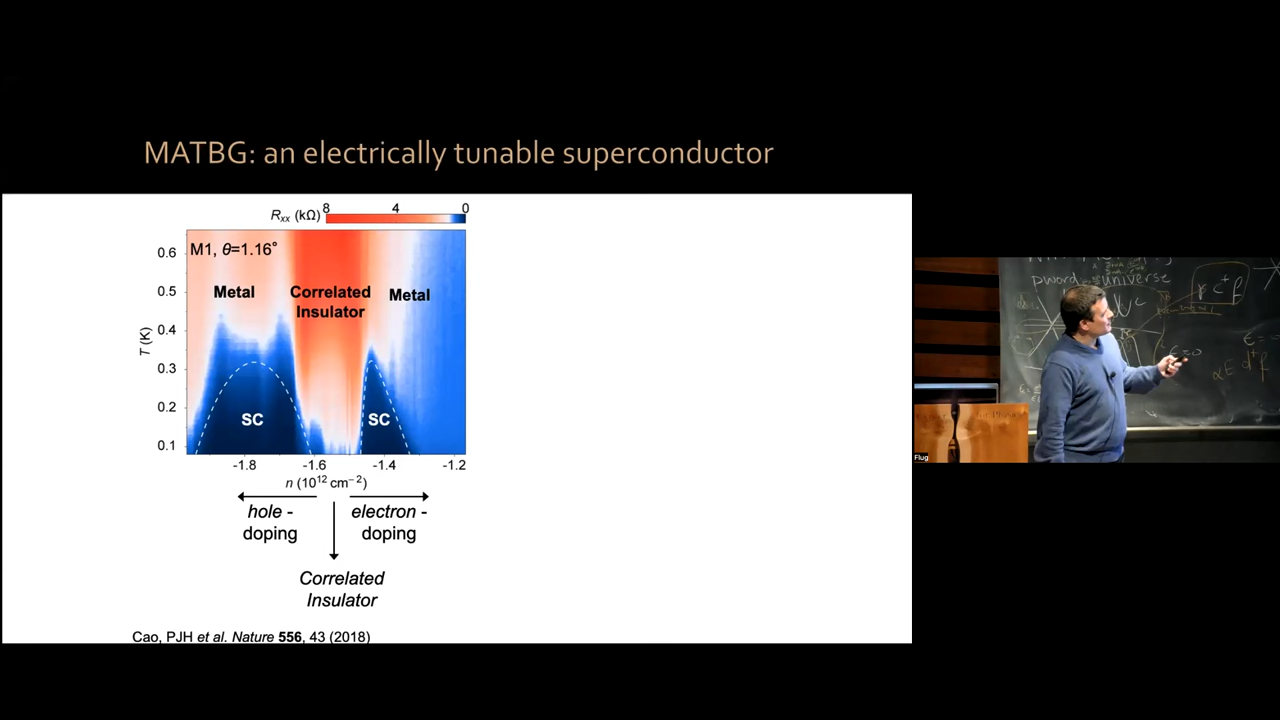 MATBG: an electrically tunable superconductor
Rxx (kΩ) 8 4 0
M1, θ=1.16°
Metal
Correlated
Insulator
Metal
SC
SC
T (K)
0.6
0.5
0.4
0.3
0.2
0.1
-1.8 -1.6 -1.4 -1.2
n (10¹² cm⁻²)
hole -
doping
electron -
doping
Correlated
Insulator
Cao, PJH et al. Nature 556, 43 (2018)
pword universe
Flug